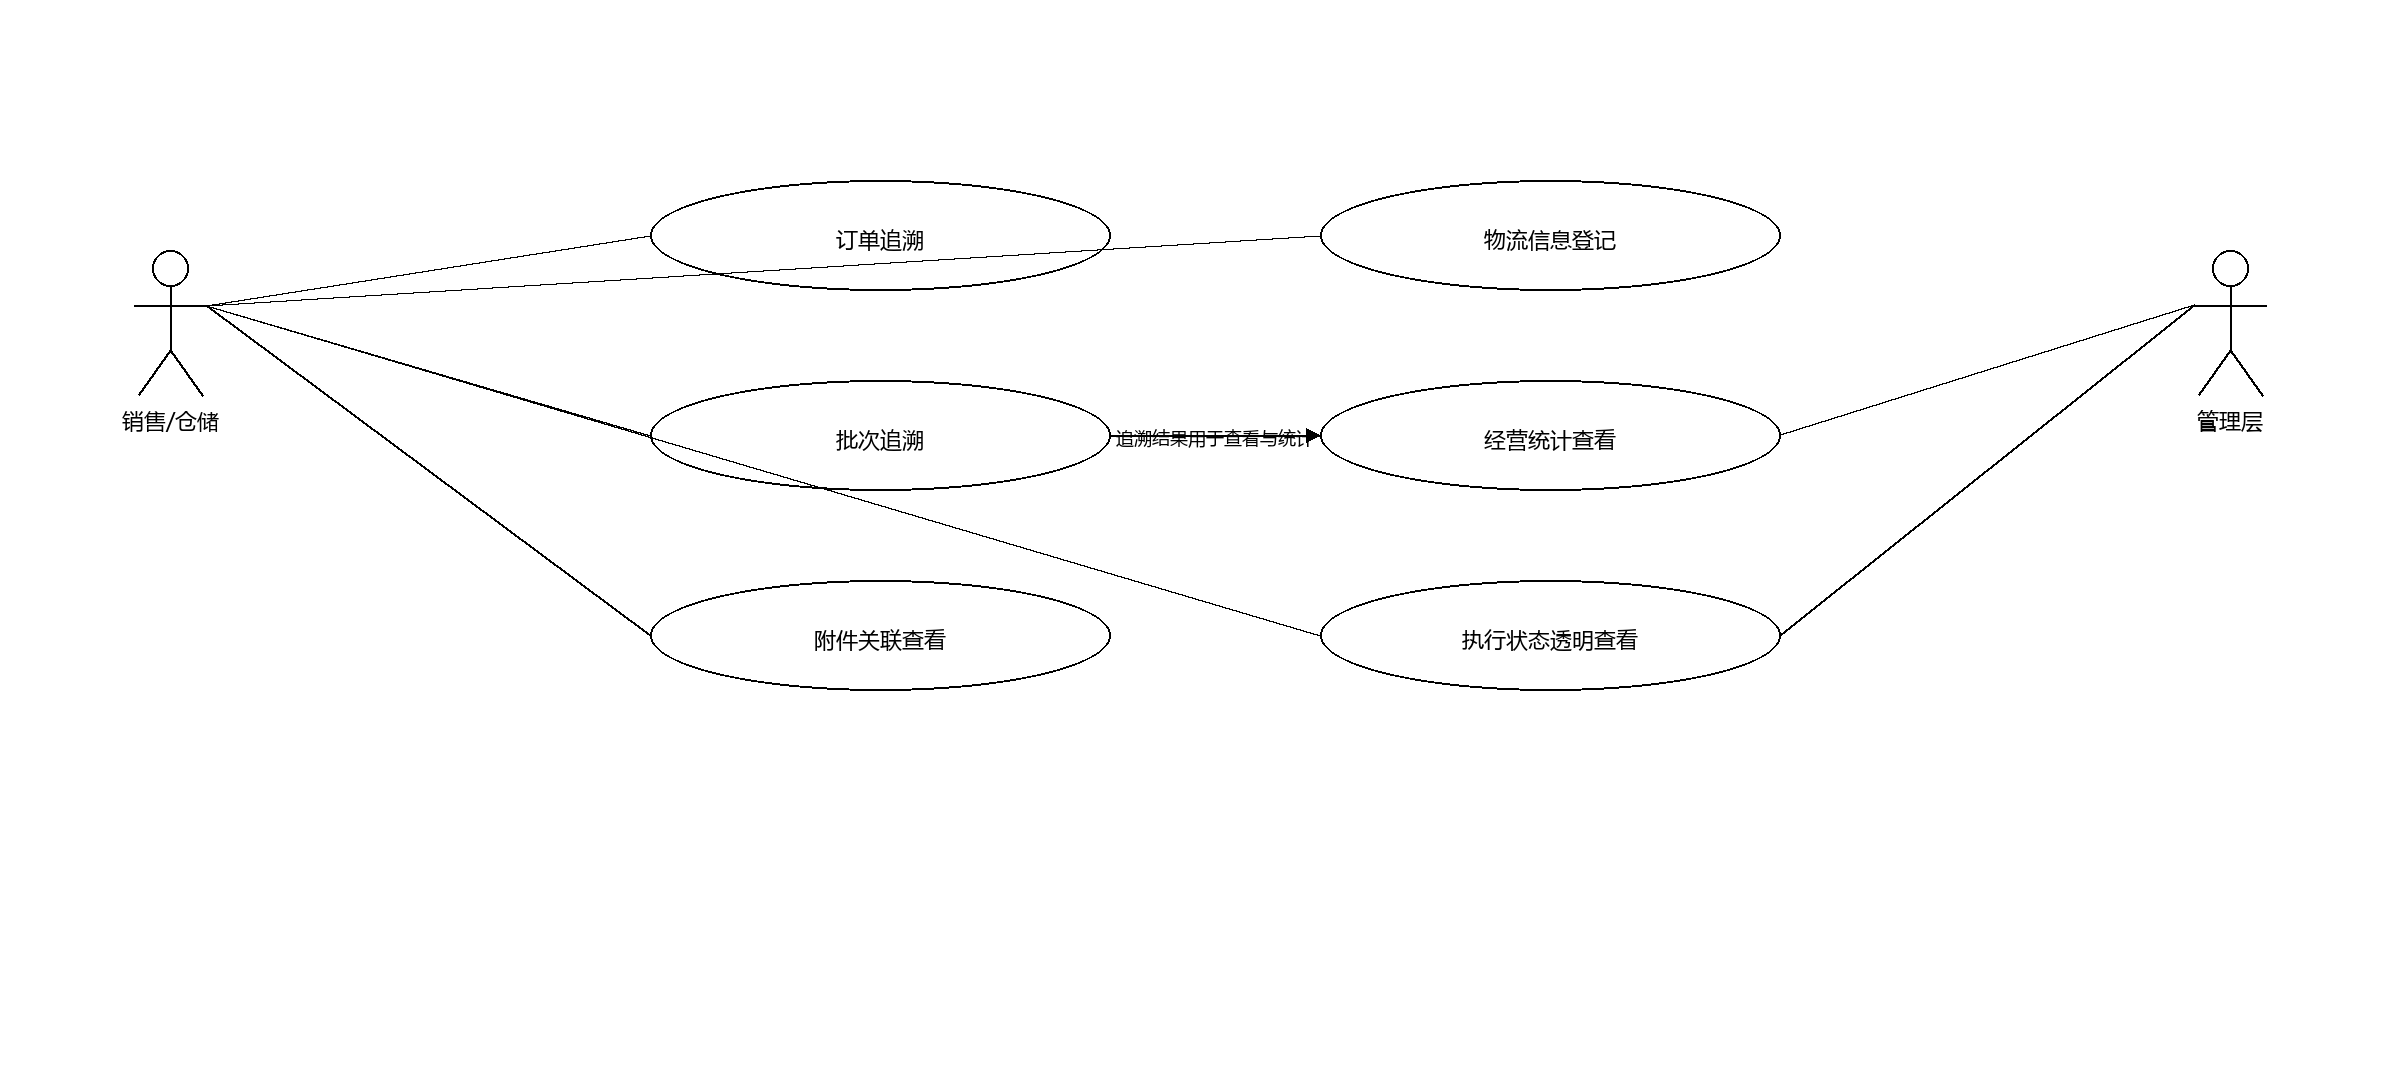 订单追溯
物流信息登记
销售/仓储
管理层
批次追溯
追溯结果用于查看与统计
经营统计查看
附件关联查看
执行状态透明查看